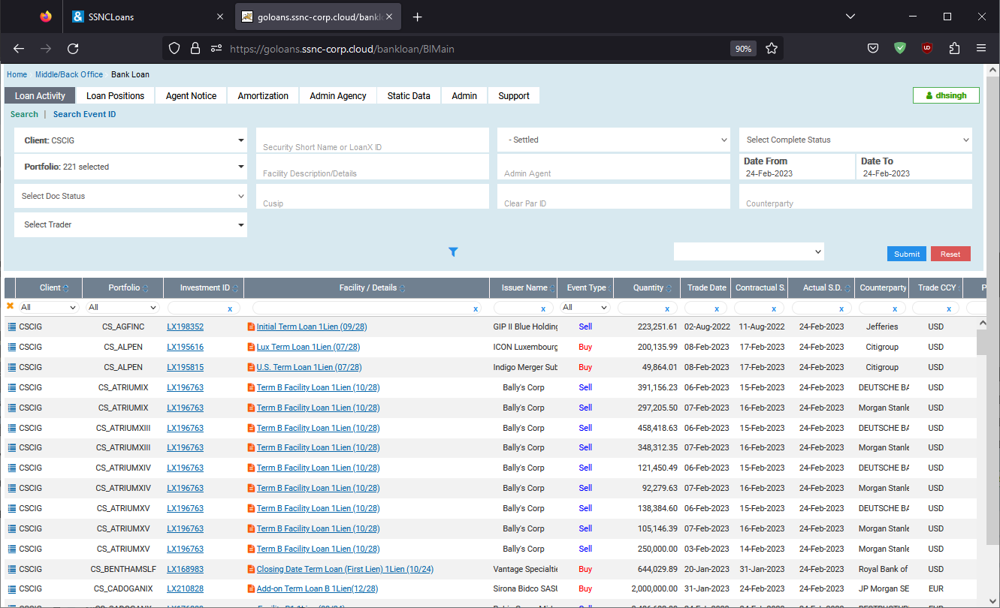 SSNCLoans
goloans.ssnc-corp.cloud/bankl
https://goloans.ssnc-corp.cloud/bankloan/BIMain 90%
Home Middle/Back Office Bank Loan
Loan Activity Loan Positions Agent Notice Amortization Admin Agency Static Data Admin Support dhsingh
Search | Search Event ID
Client: CSCIG Security Short Name or LoanX ID - Settled Select Complete Status
Portfolio: 221 selected Facility Description/Details Admin Agent Date From 24-Feb-2023 Date To 24-Feb-2023
Select Doc Status Cusip Clear Par ID Counterparty
Select Trader
Submit Reset
Client Portfolio Investment ID Facility / Details Issuer Name Event Type Quantity Trade Date Contractual S. Actual S.D. Counterparty Trade CCY P
All All x x x All x x x x x x
CSCIG CS_AGFINC LX198352 Initial Term Loan 1Lien (09/28) GIP II Blue Holding Sell 223,251.61 02-Aug-2022 11-Aug-2022 24-Feb-2023 Jefferies USD
CSCIG CS_ALPEN LX195616 Lux Term Loan 1Lien (07/28) ICON Luxembourg Buy 200,135.99 08-Feb-2023 17-Feb-2023 24-Feb-2023 Citigroup USD
CSCIG CS_ALPEN LX195815 U.S. Term Loan 1Lien (07/28) Indigo Merger Sub Buy 49,864.01 08-Feb-2023 17-Feb-2023 24-Feb-2023 Citigroup USD
CSCIG CS_ATRIUMIX LX196763 Term B Facility Loan 1Lien (10/28) Bally's Corp Sell 391,156.23 06-Feb-2023 15-Feb-2023 24-Feb-2023 DEUTSCHE BA USD
CSCIG CS_ATRIUMIX LX196763 Term B Facility Loan 1Lien (10/28) Bally's Corp Sell 297,205.50 07-Feb-2023 16-Feb-2023 24-Feb-2023 Morgan Stanle USD
CSCIG CS_ATRIUMXIII LX196763 Term B Facility Loan 1Lien (10/28) Bally's Corp Sell 458,418.63 06-Feb-2023 15-Feb-2023 24-Feb-2023 DEUTSCHE BA USD
CSCIG CS_ATRIUMXIII LX196763 Term B Facility Loan 1Lien (10/28) Bally's Corp Sell 348,312.35 07-Feb-2023 16-Feb-2023 24-Feb-2023 Morgan Stanle USD
CSCIG CS_ATRIUMXIV LX196763 Term B Facility Loan 1Lien (10/28) Bally's Corp Sell 121,450.49 06-Feb-2023 15-Feb-2023 24-Feb-2023 DEUTSCHE BA USD
CSCIG CS_ATRIUMXIV LX196763 Term B Facility Loan 1Lien (10/28) Bally's Corp Sell 92,279.63 07-Feb-2023 16-Feb-2023 24-Feb-2023 Morgan Stanle USD
CSCIG CS_ATRIUMXV LX196763 Term B Facility Loan 1Lien (10/28) Bally's Corp Sell 138,384.60 06-Feb-2023 15-Feb-2023 24-Feb-2023 DEUTSCHE BA USD
CSCIG CS_ATRIUMXV LX196763 Term B Facility Loan 1Lien (10/28) Bally's Corp Sell 105,146.39 07-Feb-2023 16-Feb-2023 24-Feb-2023 Morgan Stanle USD
CSCIG CS_ATRIUMXV LX196763 Term B Facility Loan 1Lien (10/28) Bally's Corp Sell 250,000.00 03-Feb-2023 14-Feb-2023 24-Feb-2023 Morgan Stanle USD
CSCIG CS_BENTHAMSLF LX168983 Closing Date Term Loan (First Lien) 1Lien (10/24) Vantage Specialtie Buy 644,029.89 20-Jan-2023 31-Jan-2023 24-Feb-2023 Royal Bank of USD
CSCIG CS_CADOGANIX LX210828 Add-on Term Loan B 1Lien(12/28) Sirona Bidco SASU Buy 2,000,000.00 31-Jan-2023 24-Feb-2023 24-Feb-2023 JP Morgan SE EUR